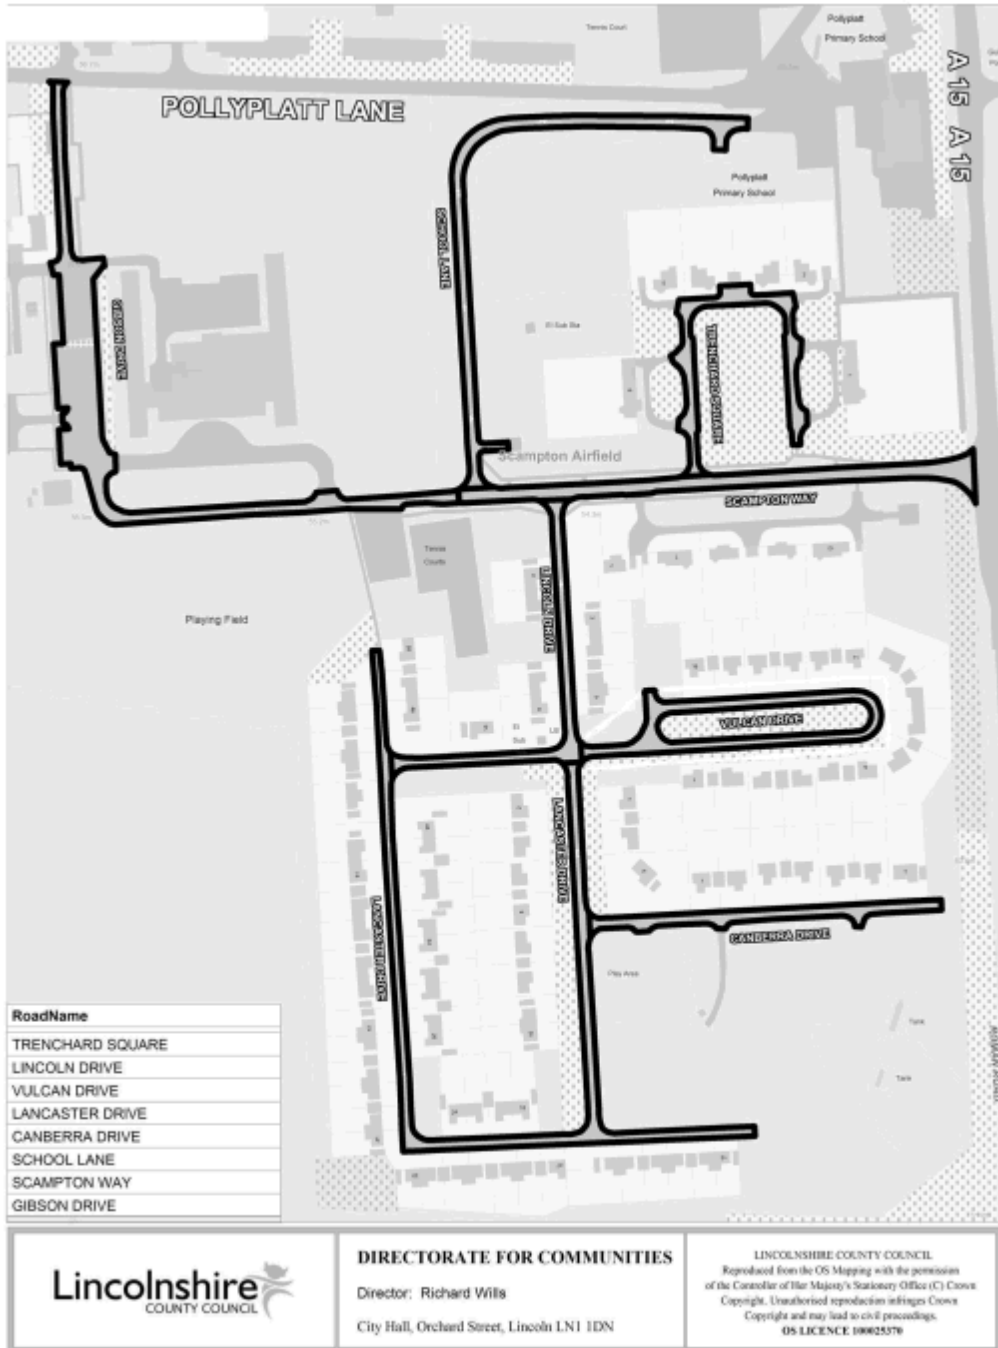 Tennis Court
Pollyplatt
Primary School
A 15 A 15
POLLYPLATT LANE
Pollyplatt
Primary School
SCHOOL LANE
El Sub Sta
GIBSON DRIVE
TRENCHARD SQUARE
Scampton Airfield
SCAMPTON WAY
Tennis
Courts
LINCOLN DRIVE
Playing Field
El
Sub
VULCAN DRIVE
LANCASTER DRIVE
LANCASTER DRIVE
CANBERRA DRIVE
Play Area
Tank
Tank
RoadName
TRENCHARD SQUARE
LINCOLN DRIVE
VULCAN DRIVE
LANCASTER DRIVE
CANBERRA DRIVE
SCHOOL LANE
SCAMPTON WAY
GIBSON DRIVE
Lincolnshire
COUNTY COUNCIL
DIRECTORATE FOR COMMUNITIES
Director: Richard Wills
City Hall, Orchard Street, Lincoln LN1 1DN
LINCOLNSHIRE COUNTY COUNCIL
Reproduced from the OS Mapping with the permission
of the Controller of Her Majesty's Stationery Office (C) Crown
Copyright. Unauthorised reproduction infringes Crown
Copyright and may lead to civil proceedings.
OS LICENCE 100025370